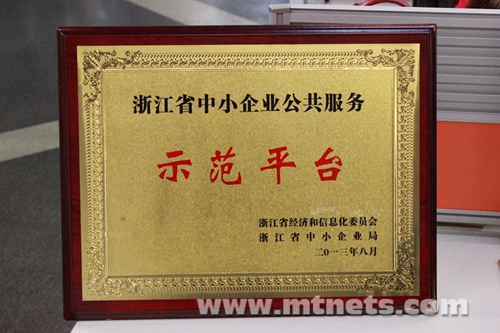 浙江省中小企业公共服务
示范平台
浙江省经济和信息化委员会
浙江省中小企业局
二〇一三年八月
www.mtnets.com